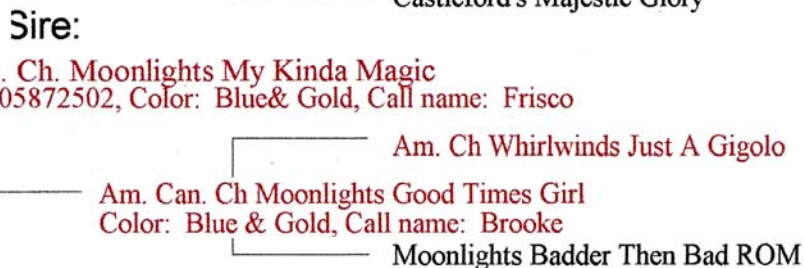 Castleford's Majestic Glory
Sire:
. Ch. Moonlights My Kinda Magic
05872502, Color: Blue& Gold, Call name: Frisco
Am. Ch Whirlwinds Just A Gigolo
Am. Can. Ch Moonlights Good Times Girl
Color: Blue & Gold, Call name: Brooke
Moonlights Badder Then Bad ROM